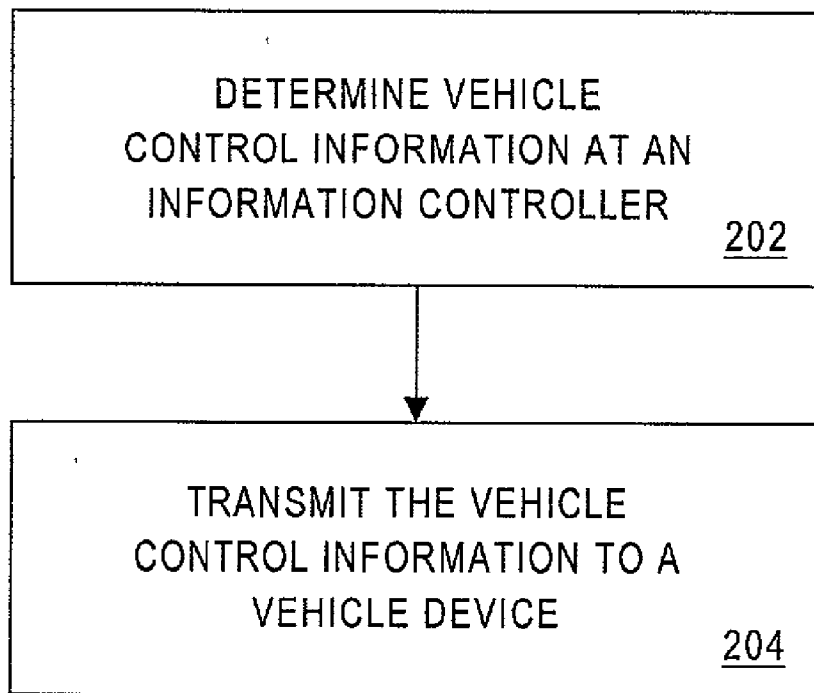 DETERMINE VEHICLE
CONTROL INFORMATION AT AN
INFORMATION CONTROLLER
202
TRANSMIT THE VEHICLE
CONTROL INFORMATION TO A
VEHICLE DEVICE
204